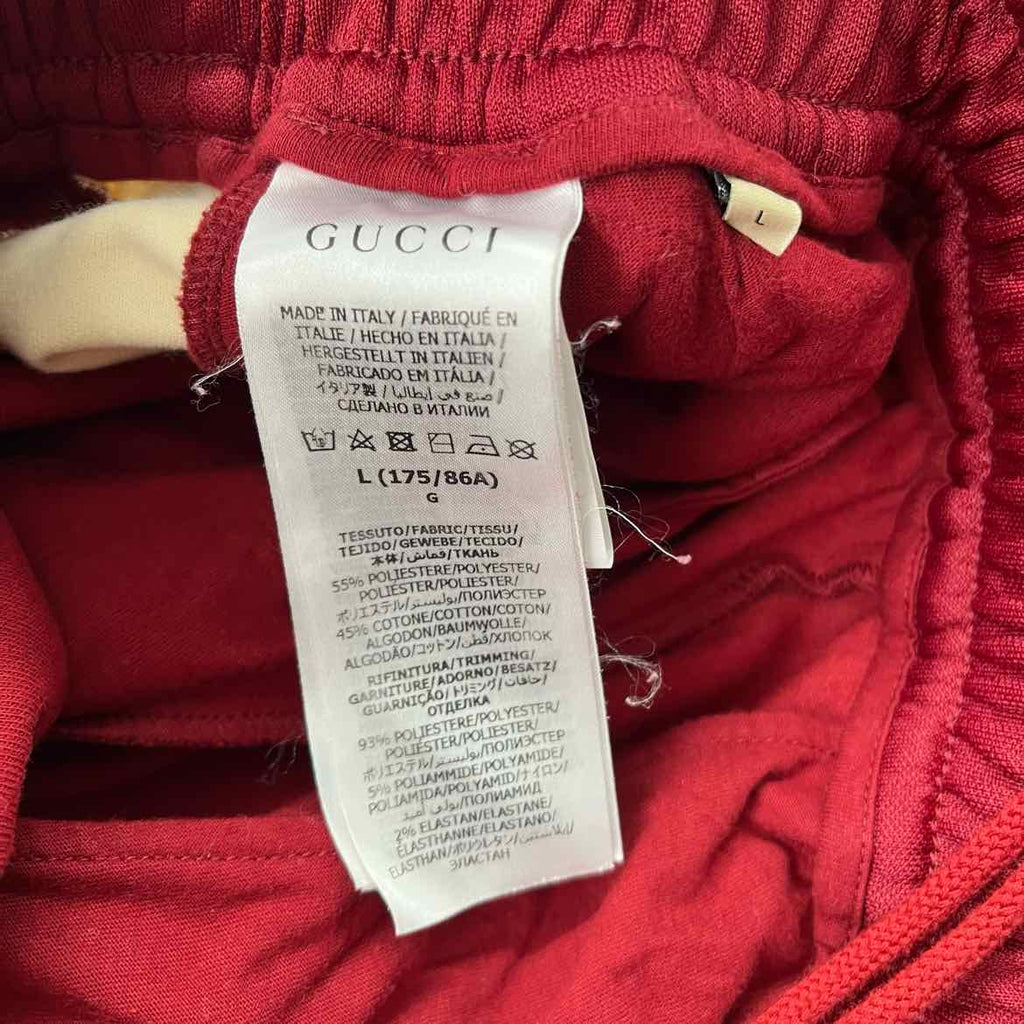 GUCCI
L
MADE IN ITALY / FABRIQUÉ EN
ITALIE / HECHO EN ITALIA /
HERGESTELLT IN ITALIEN /
FABRICADO EM ITÁLIA /
イタリア製 / صنع في ايطاليا /
СДЕЛАНО В ИТАЛИИ
L (175/86A)
G
TESSUTO/FABRIC/TISSU/
TEJIDO/GEWEBE/TECIDO/
本体/قماش/ТКАНЬ
55% POLIESTERE/POLYESTER/
POLIÉSTER/POLIESTER/
ポリエステル/بوليستر/ПОЛИЭСТЕР
45% COTONE/COTTON/COTON/
ALGODON/BAUMWOLLE/
ALGODÃO/コットン/قطن/ХЛОПОК
RIFINITURA/TRIMMING/
GARNITURE/ADORNO/BESATZ/
GUARNIÇÃO/トリミング/حافات/
ОТДЕЛКА
93% POLIESTERE/POLYESTER/
POLIÉSTER/POLIESTER/
ポリエステル/بوليستر/ПОЛИЭСТЕР
5% POLIAMMIDE/POLYAMIDE/
POLIAMIDA/POLYAMID/ナイロン/
بولي أميد/ПОЛИАМИД
2% ELASTAN/ELASTANE/
ÉLASTHANNE/ELASTANO/
ELASTHAN/ポリウレタン/ايلاستين/
ЭЛАСТАН